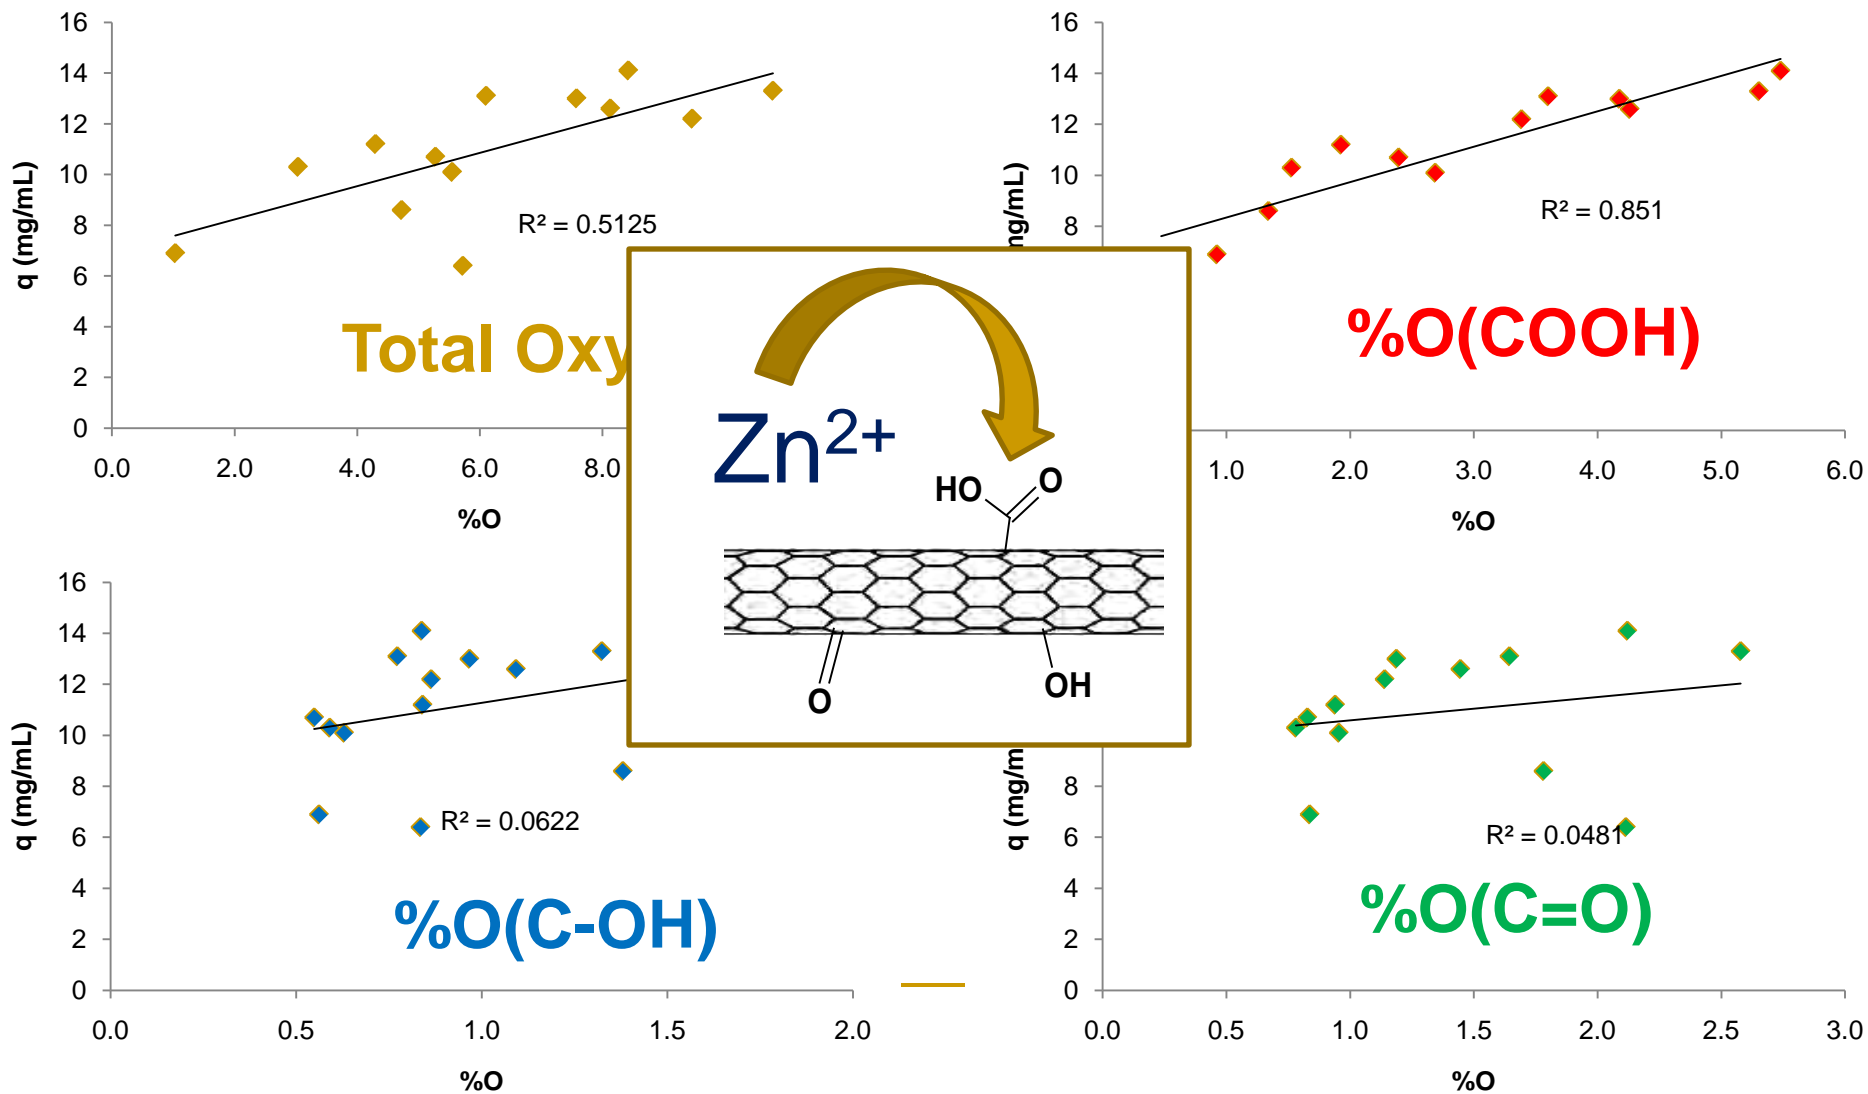 16
14
12
10
8
6
4
2
0
q (mg/mL)
R² = 0.5125
Total Oxy
0.0 2.0 4.0 6.0 8.0
%O
16
14
12
10
8
ng/mL)
R² = 0.851
%O(COOH)
1.0 2.0 3.0 4.0 5.0 6.0
%O
Zn²⁺
HO O
O
OH
16
14
12
10
8
6
4
2
0
q (mg/mL)
R² = 0.0622
%O(C-OH)
0.0 0.5 1.0 1.5 2.0
%O
8
6
4
2
0
q (mg/m
R² = 0.0481
%O(C=O)
0.0 0.5 1.0 1.5 2.0 2.5 3.0
%O